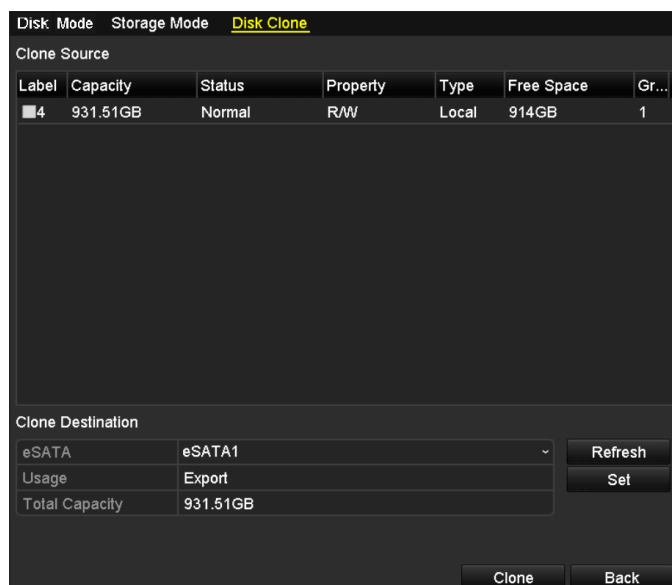 Disk Mode Storage Mode Disk Clone
Clone Source
Label Capacity Status Property Type Free Space Gr...
4 931.51GB Normal R/W Local 914GB 1
Clone Destination
eSATA eSATA1 Refresh
Usage Export Set
Total Capacity 931.51GB
Clone Back